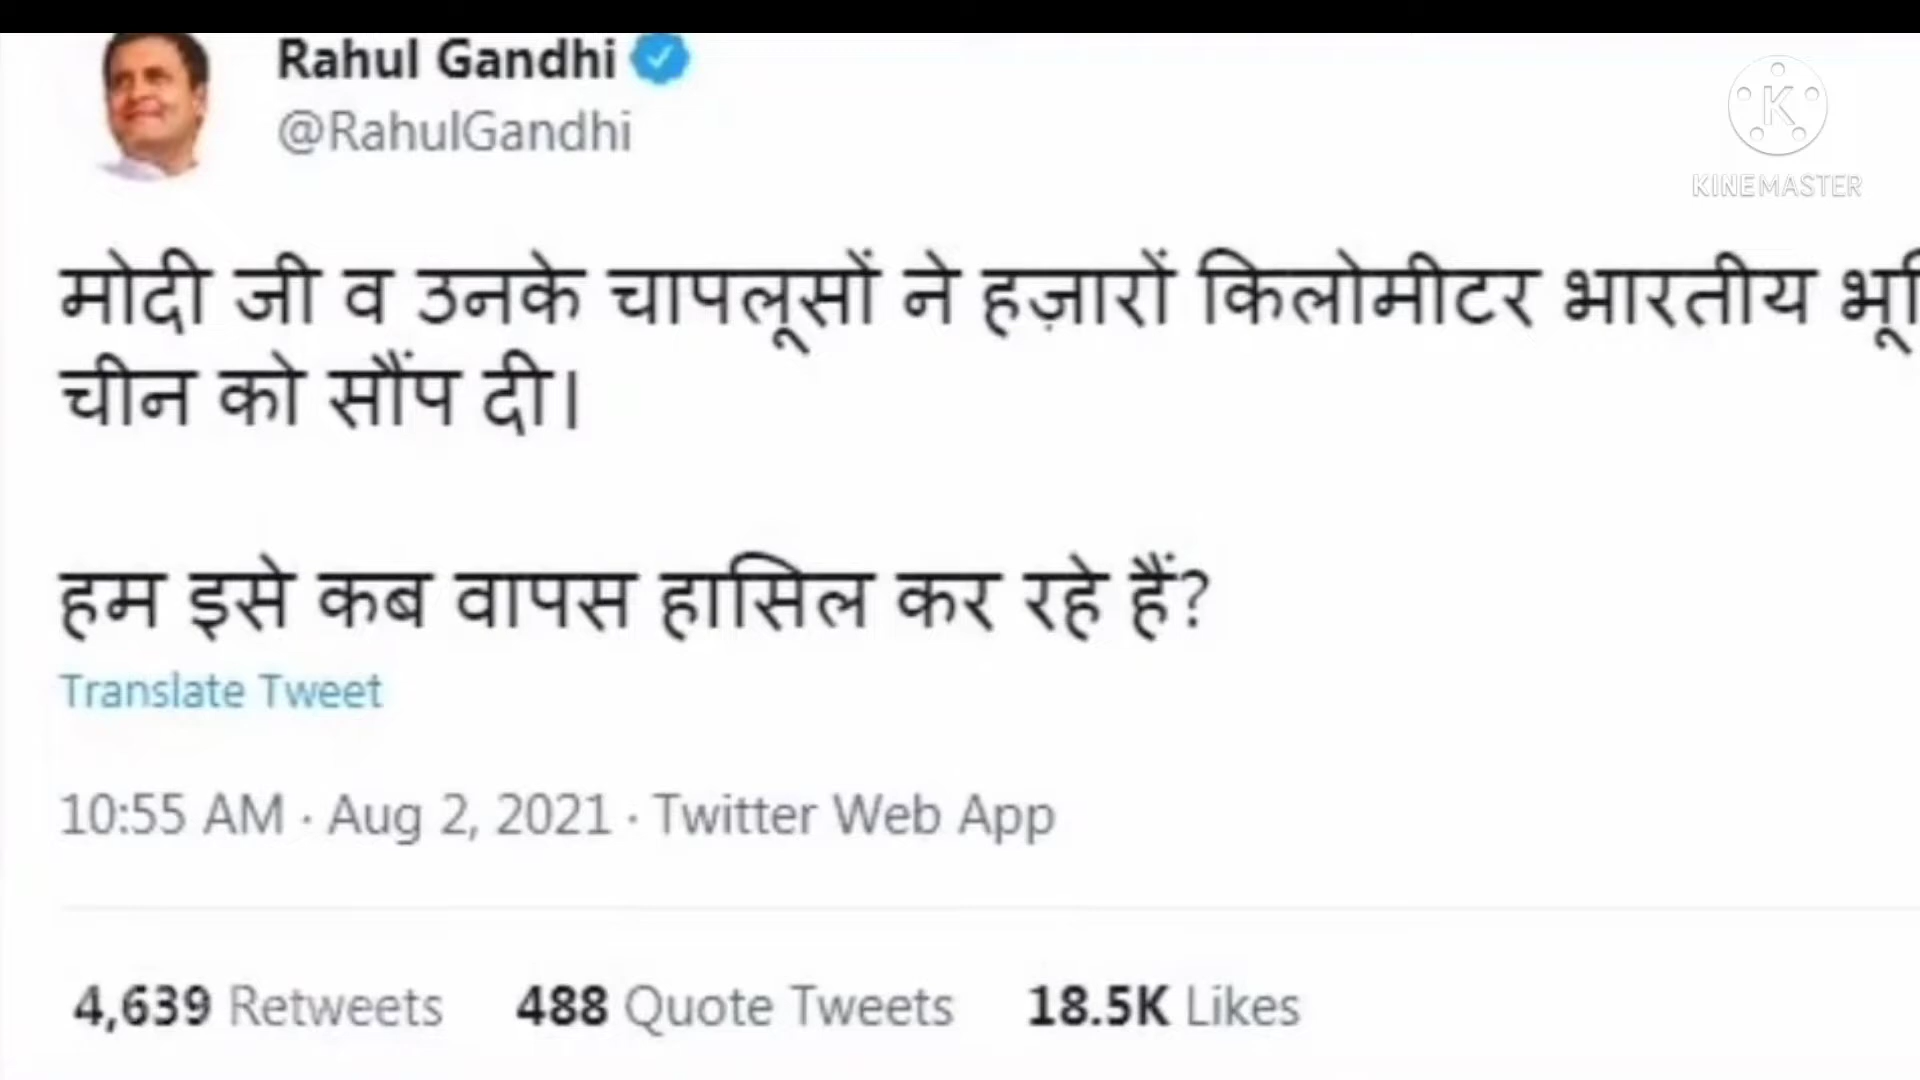 Rahul Gandhi
@RahulGandhi
K
KINEMASTER
मोदी जी व उनके चापलूसों ने हज़ारों किलोमीटर भारतीय
चीन को सौंप दी।
हम इसे कब वापस हासिल कर रहे हैं?
Translate Tweet
10:55 AM · Aug 2, 2021 · Twitter Web App
4,639 Retweets 488 Quote Tweets 18.5K Likes